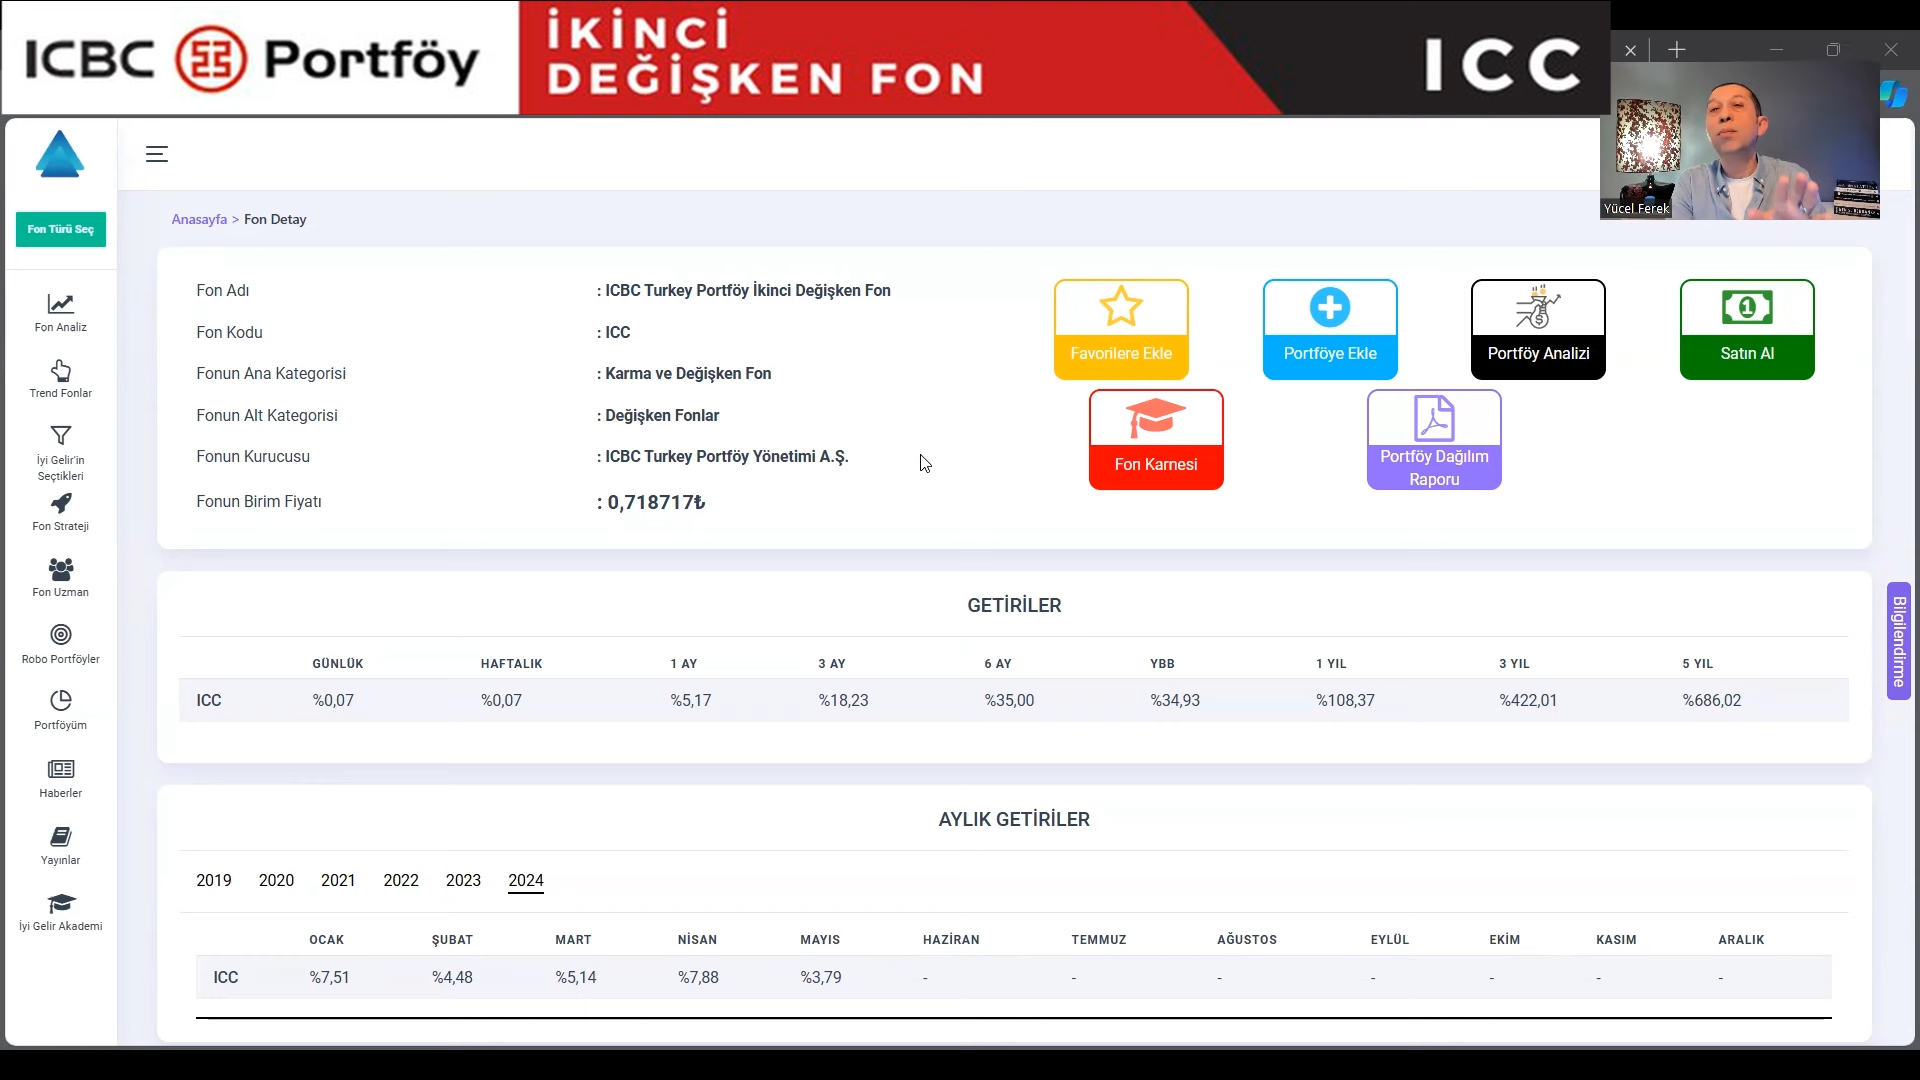 ICBC Portföy
İKİNCİ
DEĞİŞKEN FON
ICC
Yücel Ferek
Fon Türü Seç
Fon Analiz
Trend Fonlar
İyi Gelir'in
Seçtikleri
Fon Strateji
Fon Uzman
Robo Portföyler
Portföyüm
Haberler
Yayınlar
İyi Gelir Akademi
Anasayfa > Fon Detay
Fon Adı : ICBC Turkey Portföy İkinci Değişken Fon
Fon Kodu : ICC
Fonun Ana Kategorisi : Karma ve Değişken Fon
Fonun Alt Kategorisi : Değişken Fonlar
Fonun Kurucusu : ICBC Turkey Portföy Yönetimi A.Ş.
Fonun Birim Fiyatı : 0,718717₺
Favorilere Ekle
Portföye Ekle
Portföy Analizi
1
Satın Al
Fon Karnesi
Portföy Dağılım
Raporu
Bilgilendirme
GETİRİLER
GÜNLÜK HAFTALIK 1 AY 3 AY 6 AY YBB 1 YIL 3 YIL 5 YIL
ICC %0,07 %0,07 %5,17 %18,23 %35,00 %34,93 %108,37 %422,01 %686,02
AYLIK GETİRİLER
2019 2020 2021 2022 2023 2024
OCAK ŞUBAT MART NİSAN MAYIS HAZİRAN TEMMUZ AĞUSTOS EYLÜL EKİM KASIM ARALIK
ICC %7,51 %4,48 %5,14 %7,88 %3,79 - - - - - - -